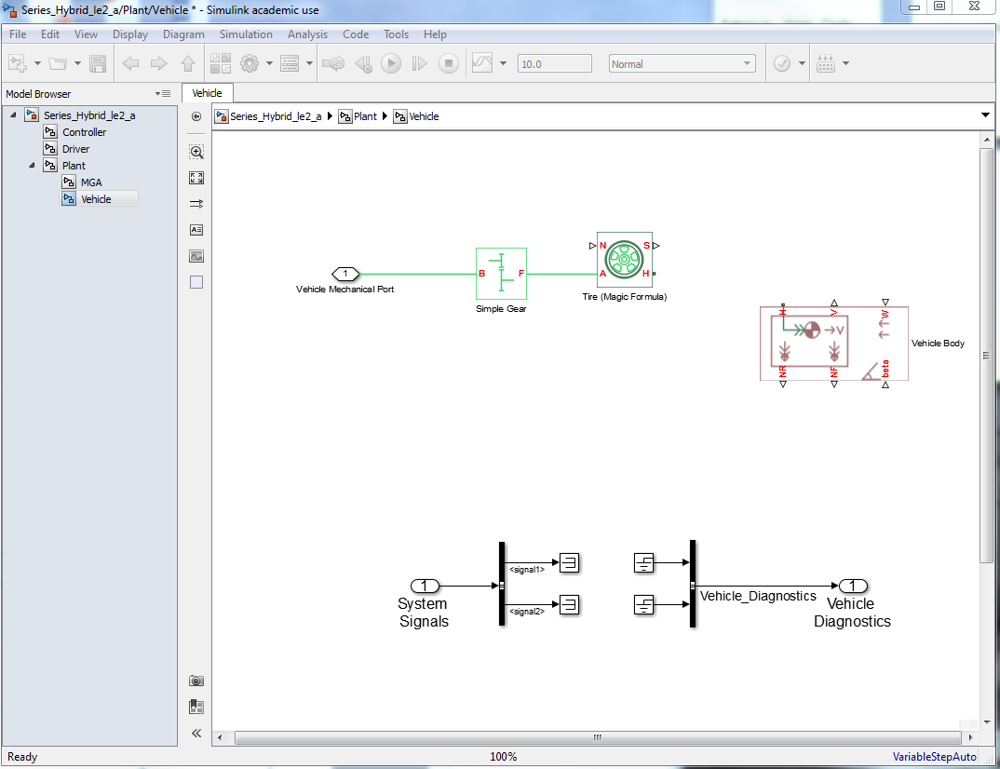 Series_Hybrid_le2_a/Plant/Vehicle * - Simulink academic use
File Edit View Display Diagram Simulation Analysis Code Tools Help
10.0 Normal
Model Browser
Vehicle
Series_Hybrid_le2_a
Controller
Driver
Plant
MGA
Vehicle
Series_Hybrid_le2_a Plant Vehicle
N S
A H
1
B F
Vehicle Mechanical Port
Simple Gear
Tire (Magic Formula)
H V W
V
NR NF beta
Vehicle Body
<signal1>
<signal2>
1
System
Signals
Vehicle_Diagnostics
1
Vehicle
Diagnostics
Ready 100% VariableStepAuto